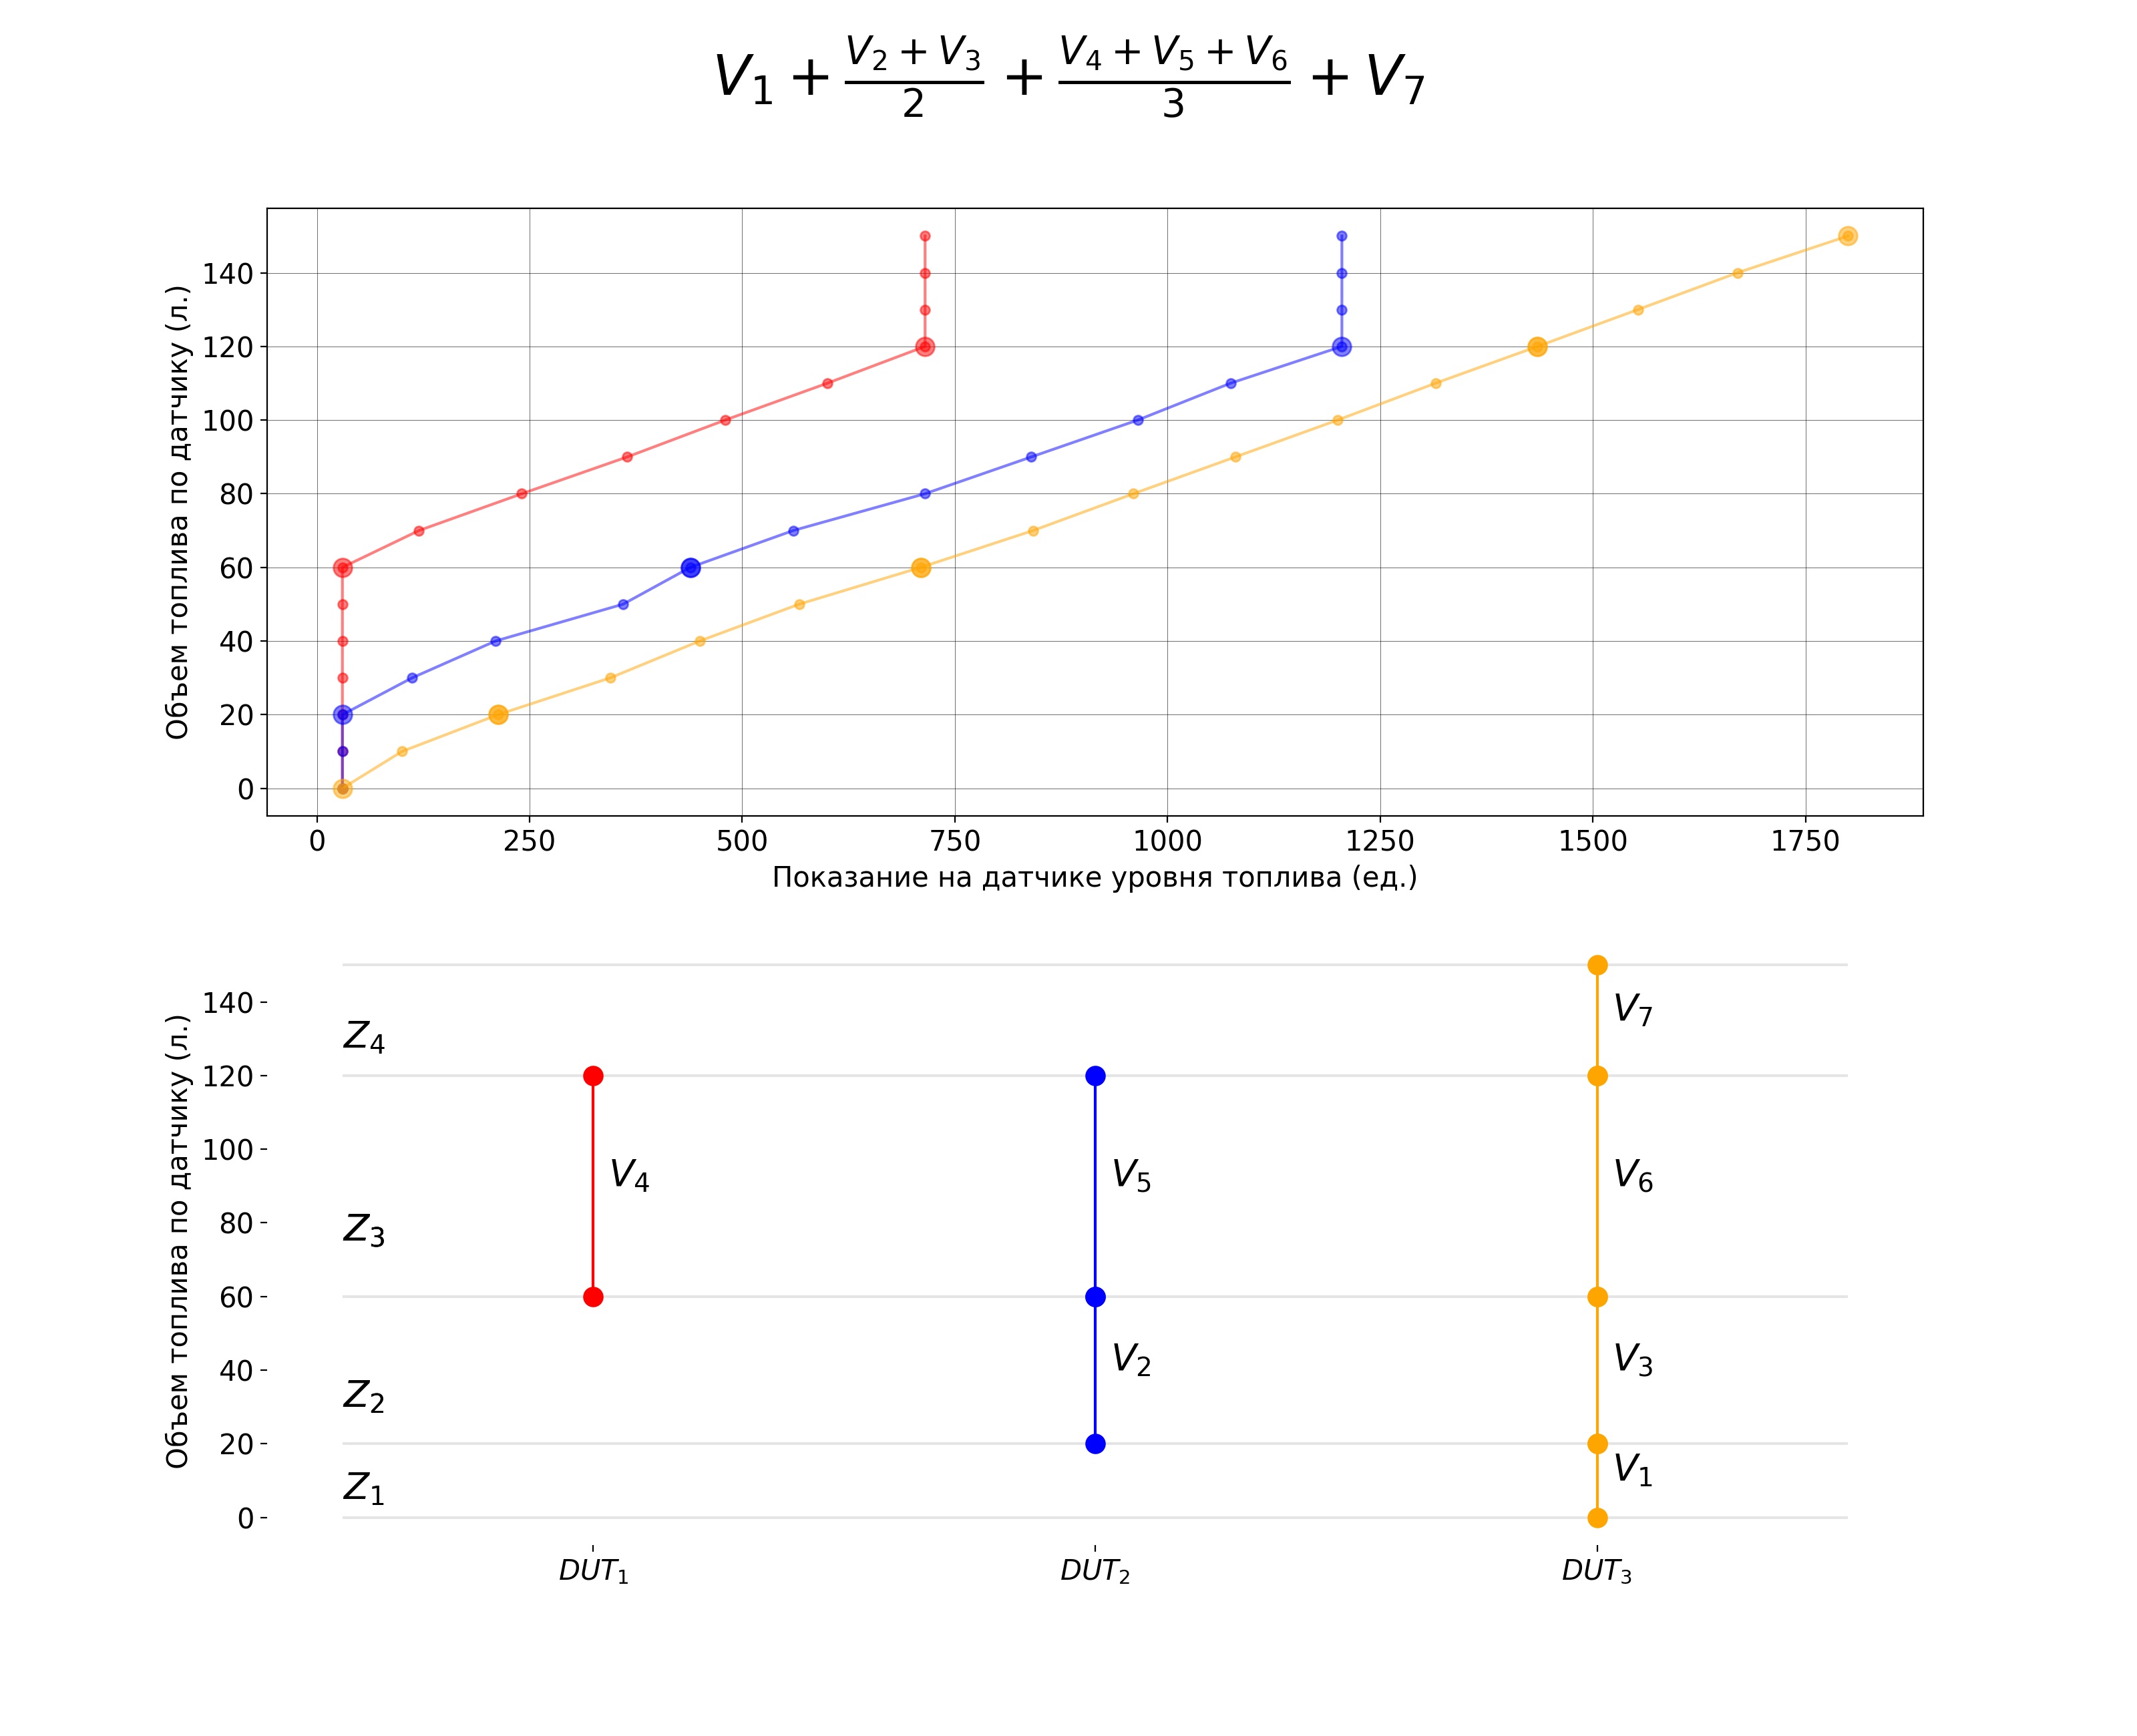 V₁ + (V₂ + V₃)/2 + (V₄ + V₅ + V₆)/3 + V₇
Объем топлива по датчику (л.)
140
120
100
80
60
40
20
0
0 250 500 750 1000 1250 1500 1750
Показание на датчике уровня топлива (ед.)
Объем топлива по датчику (л.)
140
120
100
80
60
40
20
0
V₇
Z₄
V₄ V₅ V₆
Z₃
V₂ V₃
Z₂
V₁
Z₁
DUT₁ DUT₂ DUT₃